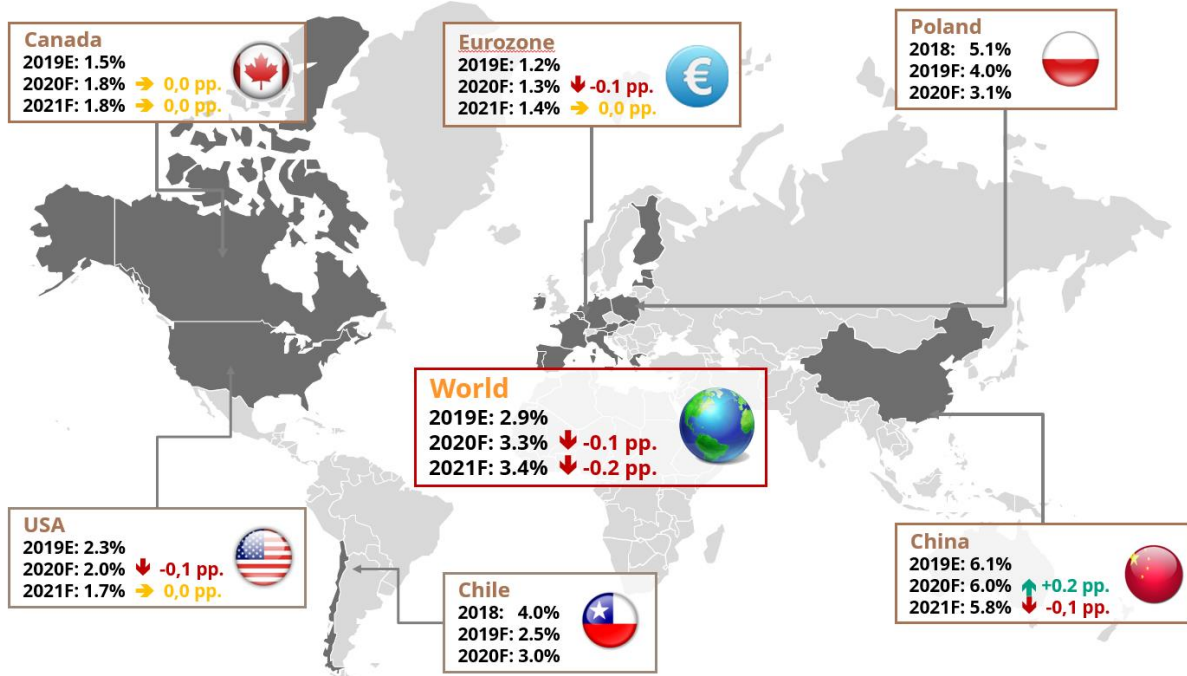 Canada
2019E: 1.5%
2020F: 1.8% → 0,0 pp.
2021F: 1.8% → 0,0 pp.
Eurozone
2019E: 1.2%
2020F: 1.3% ↓ -0.1 pp.
2021F: 1.4% → 0,0 pp.
Poland
2018: 5.1%
2019F: 4.0%
2020F: 3.1%
World
2019E: 2.9%
2020F: 3.3% ↓ -0.1 pp.
2021F: 3.4% ↓ -0.2 pp.
USA
2019E: 2.3%
2020F: 2.0% ↓ -0,1 pp.
2021F: 1.7% → 0,0 pp.
Chile
2018: 4.0%
2019F: 2.5%
2020F: 3.0%
China
2019E: 6.1%
2020F: 6.0% ↑ +0.2 pp.
2021F: 5.8% ↓ -0,1 pp.